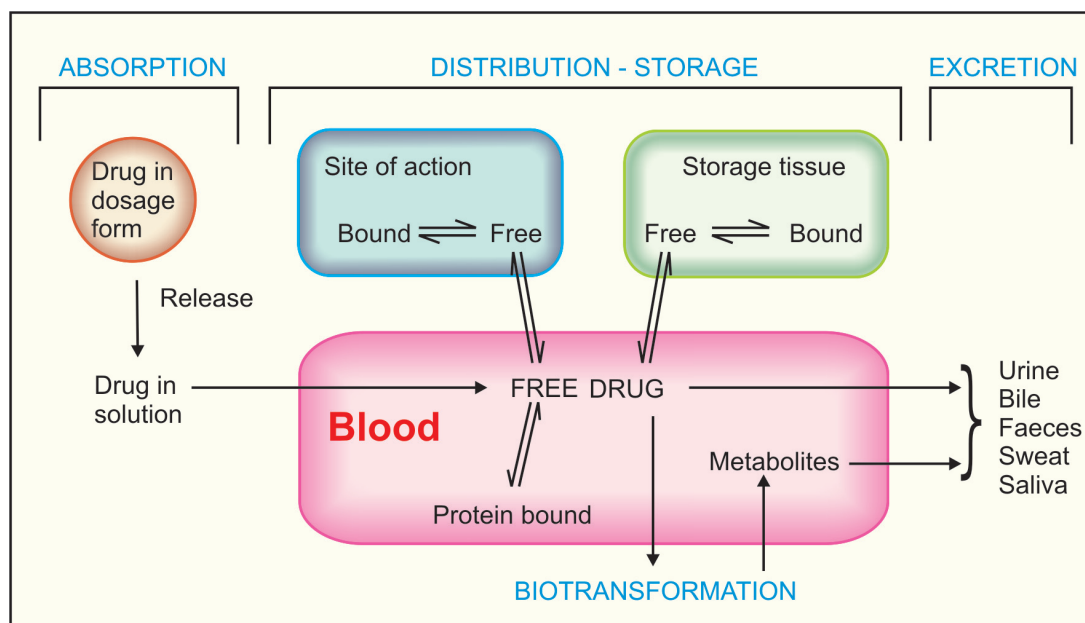 ABSORPTION
DISTRIBUTION - STORAGE
EXCRETION
Drug in
dosage
form
Site of action
Bound Free
Storage tissue
Free Bound
Release
Drug in
solution
FREE DRUG
Blood
Protein bound
Metabolites
Urine
Bile
Faeces
Sweat
Saliva
BIOTRANSFORMATION